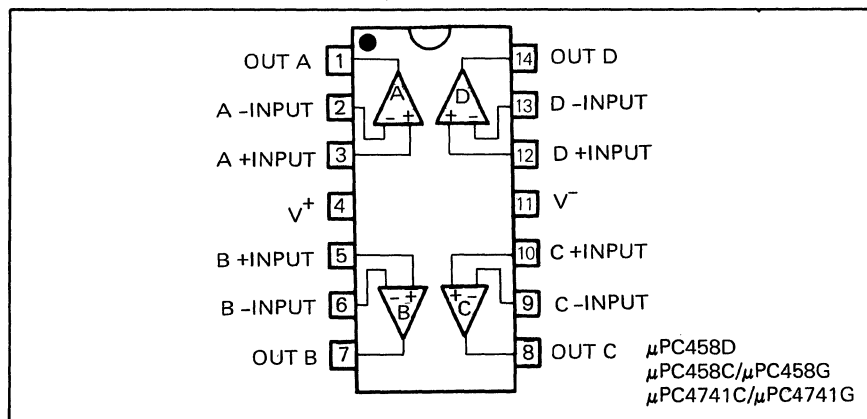 OUT A 1 14 OUT D
A
D
A -INPUT 2 13 D -INPUT
- + + -
A +INPUT 3 12 D +INPUT
V+ 4 11 V-
B +INPUT 5 10 C +INPUT
- + + -
B -INPUT 6 9 C -INPUT
B
C
OUT B 7 8 OUT C
μPC458D
μPC458C/μPC458G
μPC4741C/μPC4741G